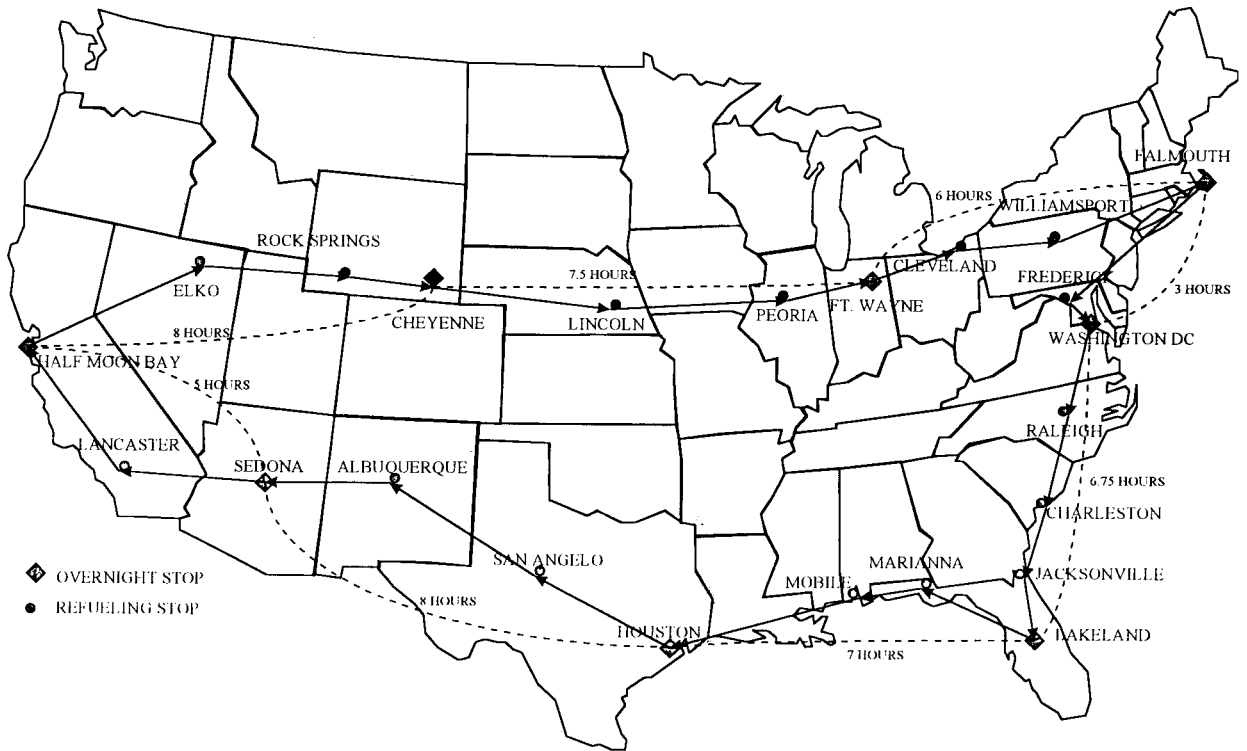 FALMOUTH
6 HOURS
WILLIAMSPORT
ROCK SPRINGS
CLEVELAND
7.5 HOURS
FREDERIC
ELKO
3 HOURS
FT. WAYNE
PEORIA
LINCOLN
CHEYENNE
8 HOURS
WASHINGTON DC
HALF MOON BAY
5 HOURS
RALEIGH
LANCASTER
SEDONA
ALBUQUERQUE
6.75 HOURS
CHARLESTON
SAN ANGELO
MARIANNA
OVERNIGHT STOP
JACKSONVILLE
MOBILE
REFUELING STOP
8 HOURS
HOUSTON
LAKELAND
7 HOURS